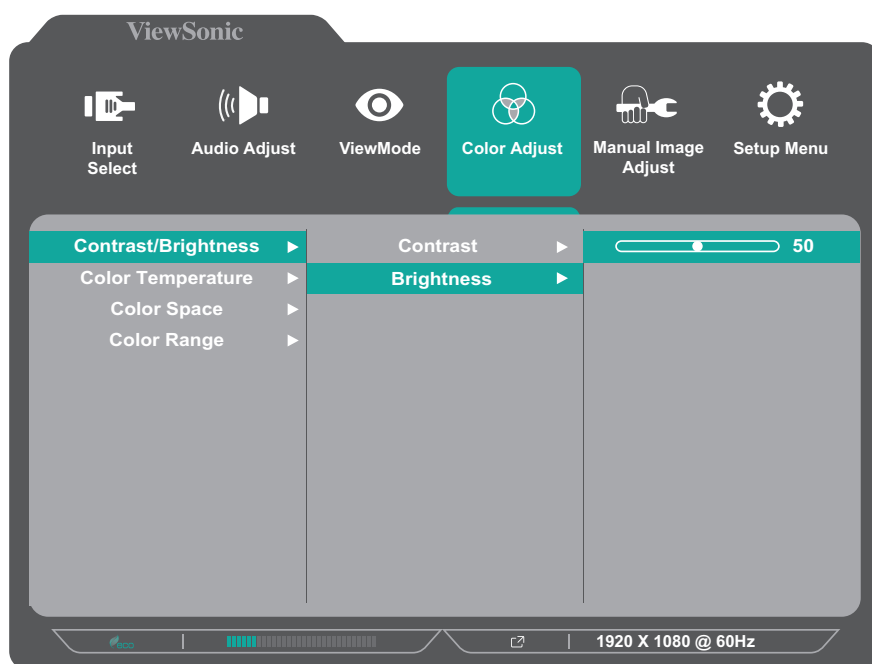 ViewSonic
Input Select
Audio Adjust
ViewMode
Color Adjust
Manual Image Adjust
Setup Menu
Contrast/Brightness
Contrast
50
Color Temperature
Brightness
Color Space
Color Range
eco
1920 X 1080 @ 60Hz